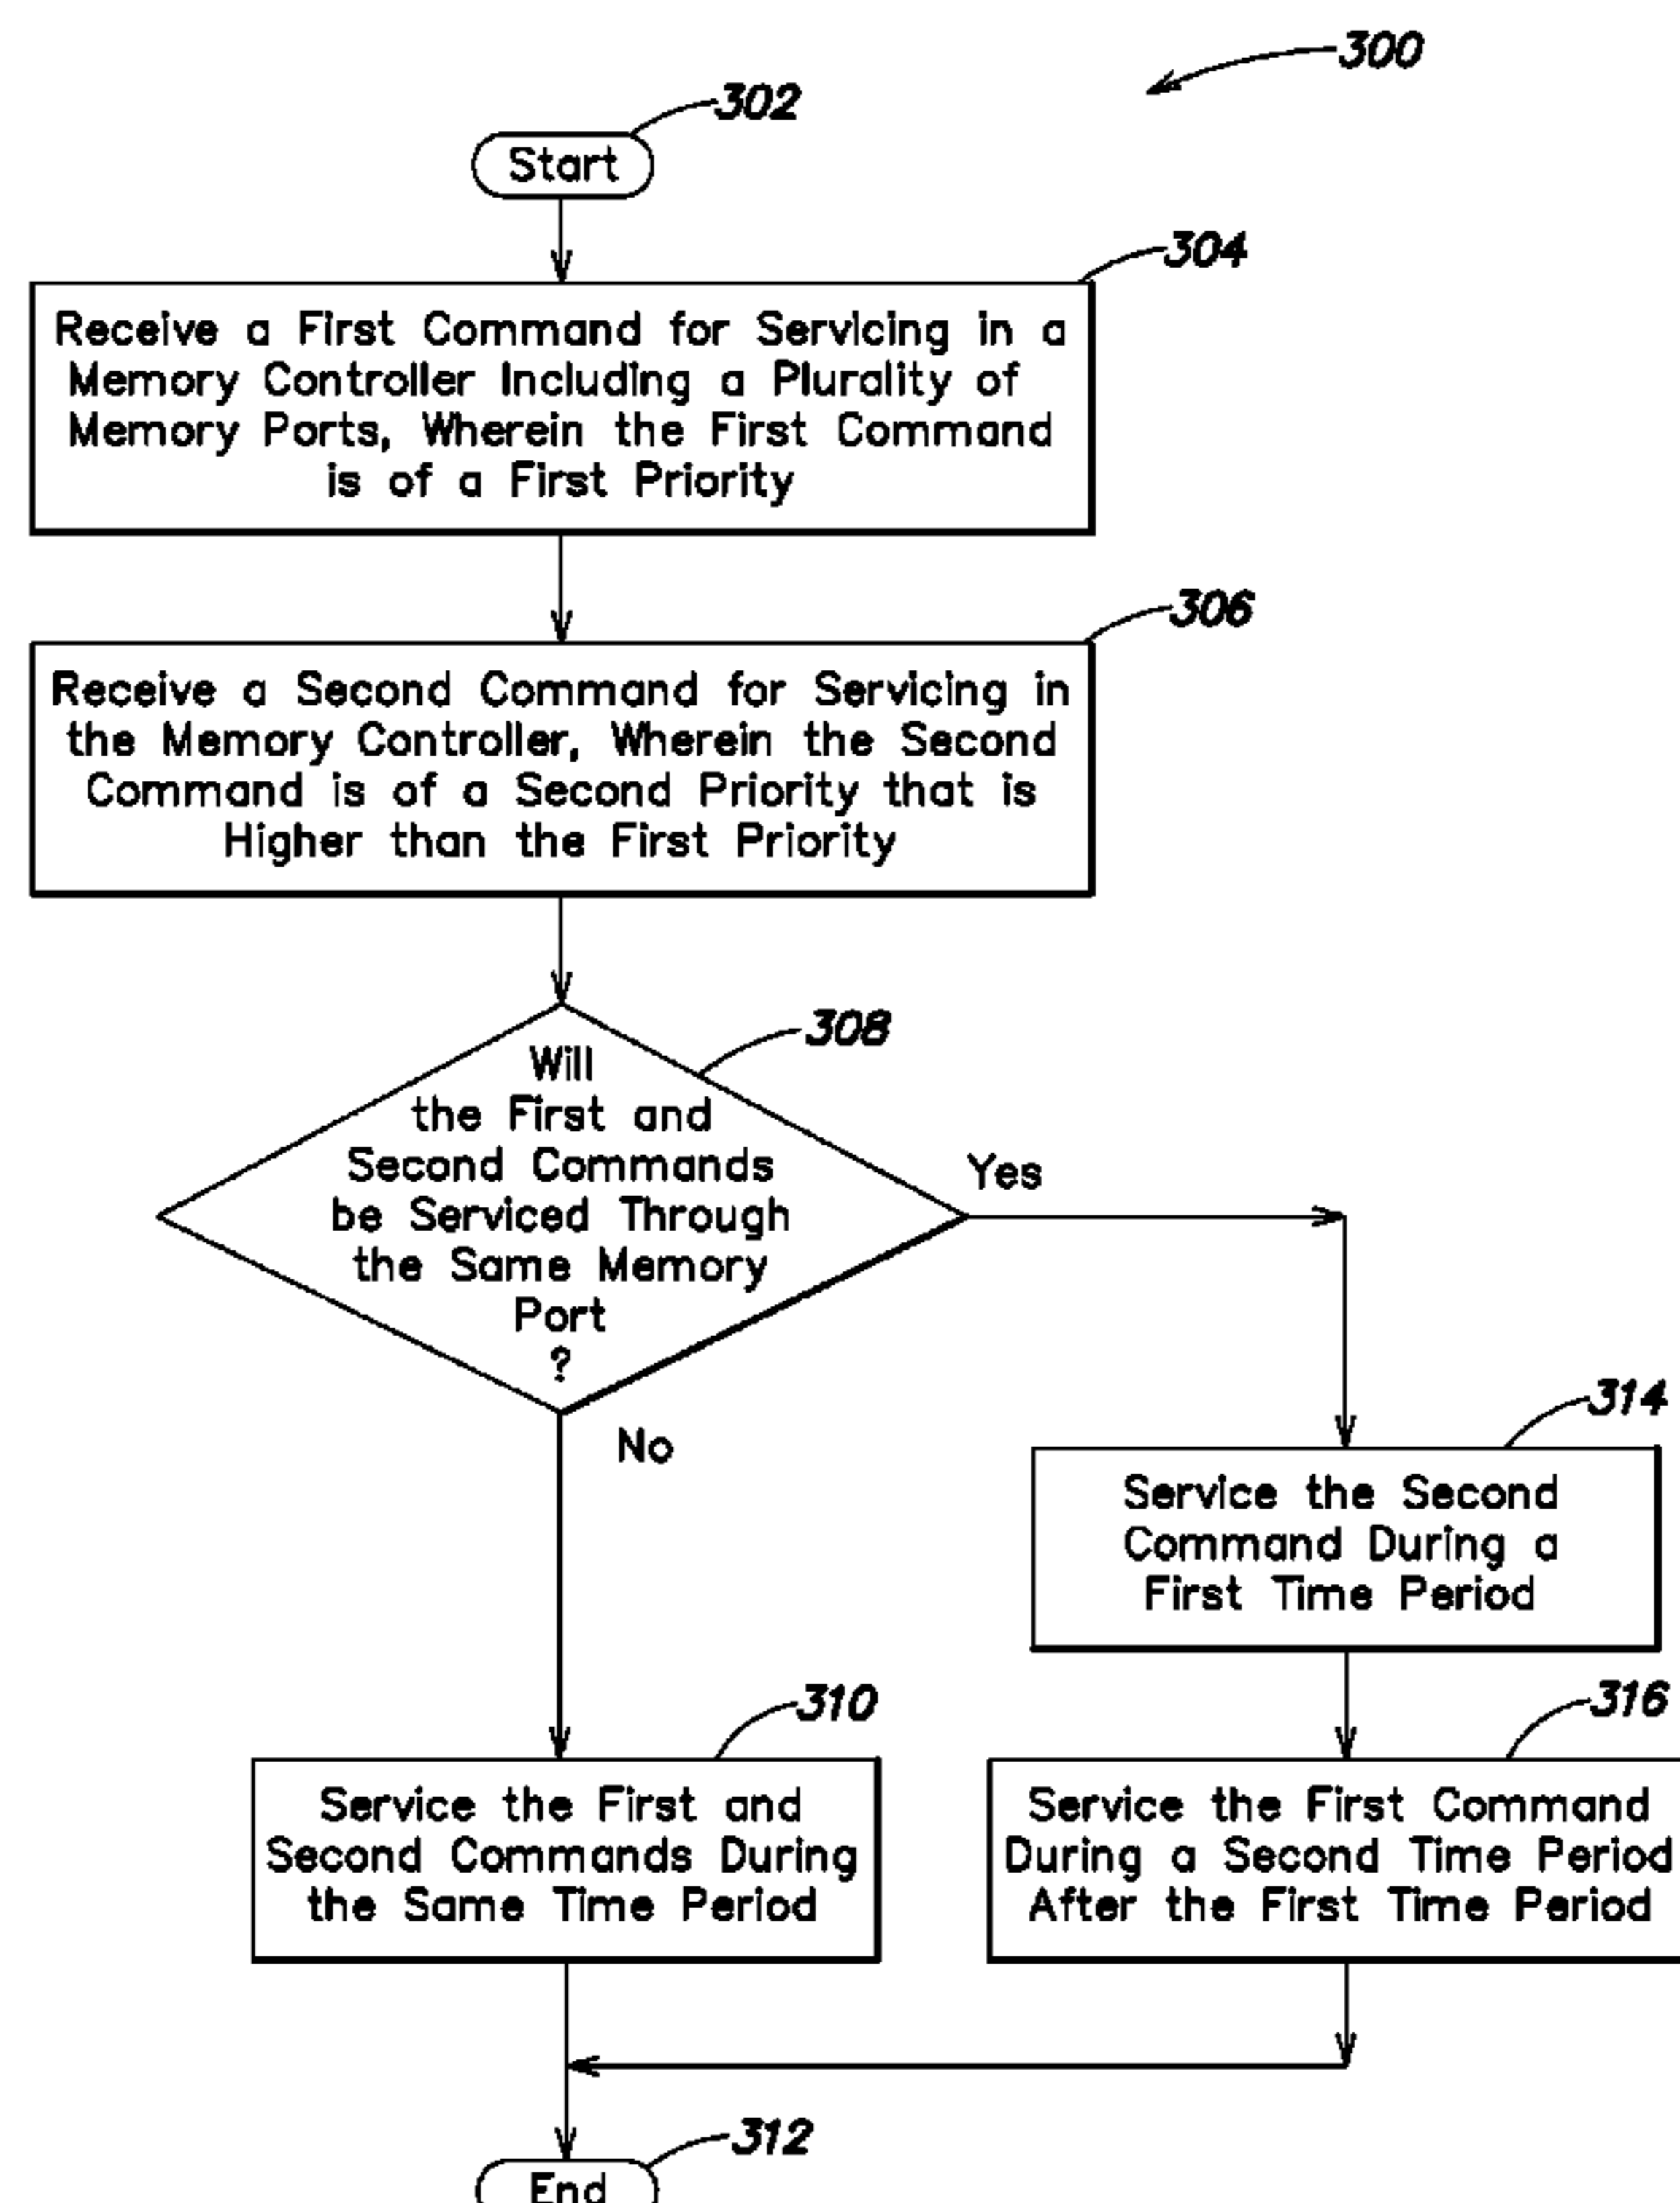 300
302
Start
304
Receive a First Command for Servicing in a
Memory Controller Including a Plurality of
Memory Ports, Wherein the First Command
is of a First Priority
306
Receive a Second Command for Servicing in
the Memory Controller, Wherein the Second
Command is of a Second Priority that is
Higher than the First Priority
308
Will
the First and
Second Commands
be Serviced Through
the Same Memory
Port
?
Yes
No
314
Service the Second
Command During a
First Time Period
310
Service the First and
Second Commands During
the Same Time Period
316
Service the First Command
During a Second Time Period
After the First Time Period
312
End